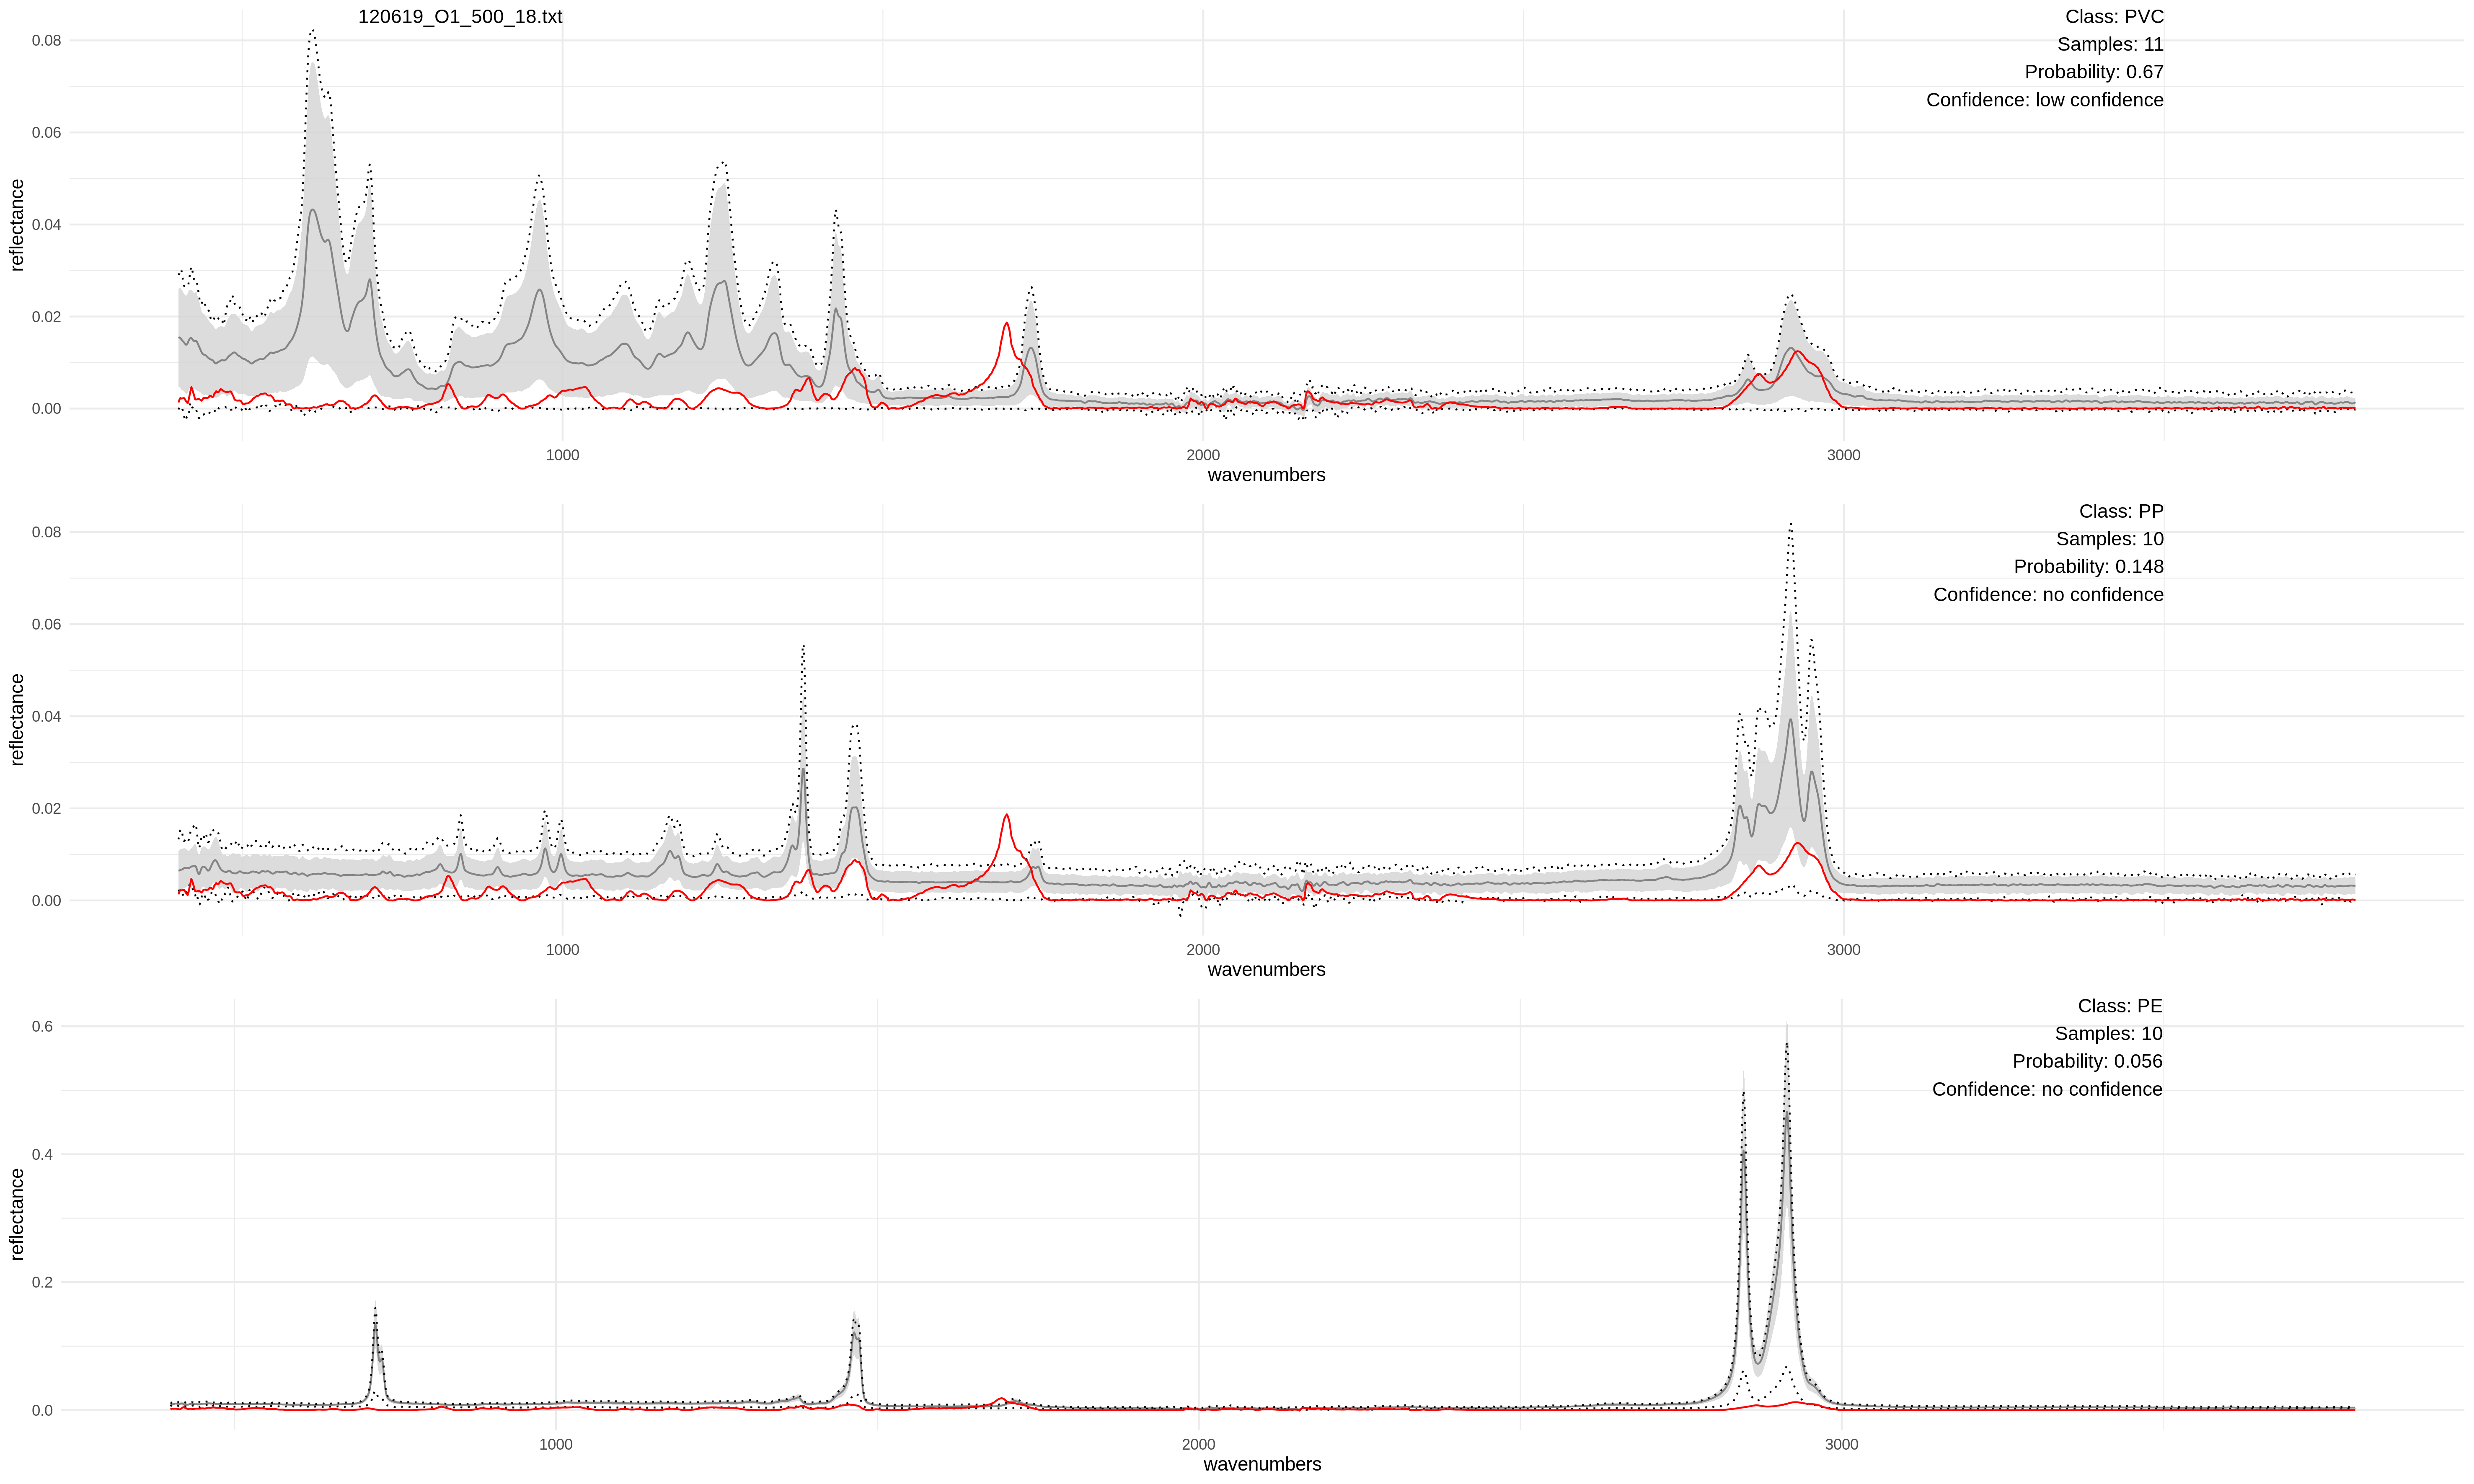 120619_O1_500_18.txt
Class: PVC
Samples: 11
Probability: 0.67
Confidence: low confidence
reflectance
0.08
0.06
0.04
0.02
0.00
1000 2000 3000
wavenumbers
Class: PP
Samples: 10
Probability: 0.148
Confidence: no confidence
reflectance
0.08
0.06
0.04
0.02
0.00
1000 2000 3000
wavenumbers
Class: PE
Samples: 10
Probability: 0.056
Confidence: no confidence
reflectance
0.6
0.4
0.2
0.0
1000 2000 3000
wavenumbers